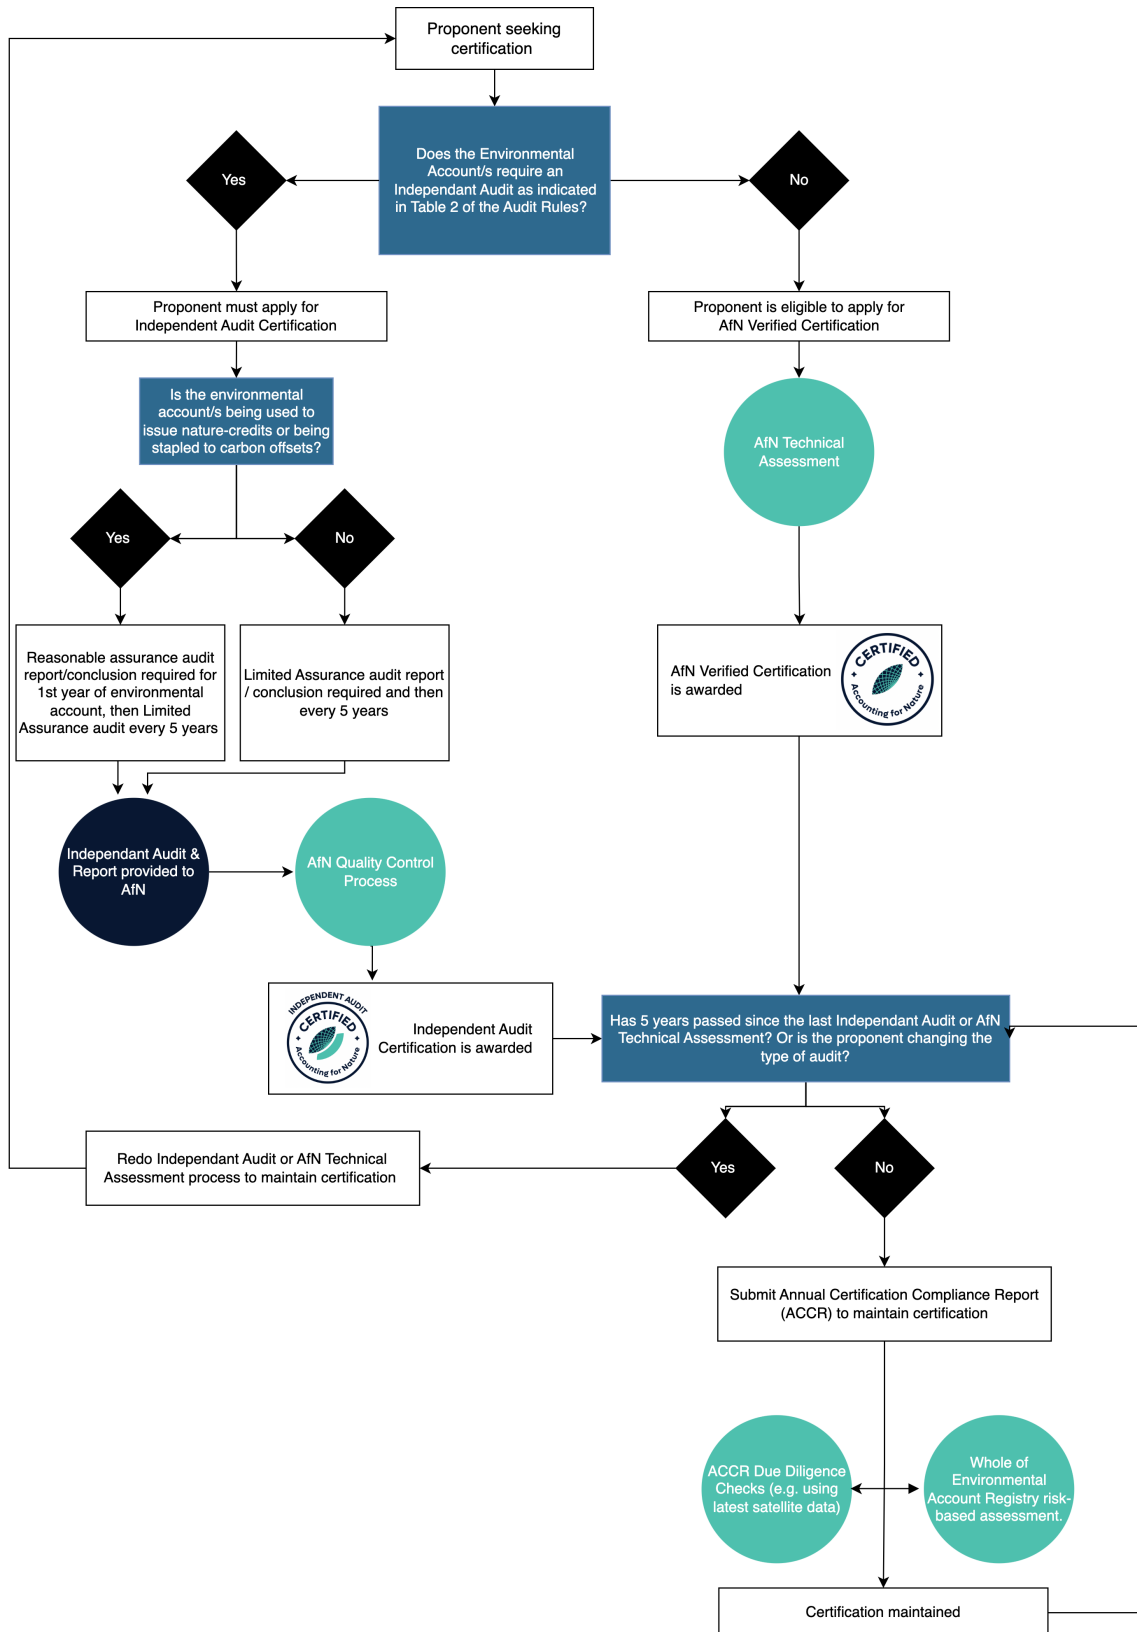 Proponent seeking
certification
Does the Environmental
Account/s require an
Independant Audit as indicated
in Table 2 of the Audit Rules?
Yes
No
Proponent must apply for
Independent Audit Certification
Proponent is eligible to apply for
AfN Verified Certification
Is the environmental
account/s being used to
issue nature-credits or being
stapled to carbon offsets?
AfN Technical
Assessment
Yes
No
Reasonable assurance audit
report/conclusion required for
1st year of environmental
account, then Limited
Assurance audit every 5 years
Limited Assurance audit report
/ conclusion required and then
every 5 years
AfN Verified Certification
is awarded
CERTIFIED
Accounting for Nature
Independant Audit &
Report provided to
AfN
AfN Quality Control
Process
INDEPENDENT AUDIT
CERTIFIED
Accounting for Nature
Independent Audit
Certification is awarded
Has 5 years passed since the last Independant Audit or AfN
Technical Assessment? Or is the proponent changing the
type of audit?
Redo Independant Audit or AfN Technical
Assessment process to maintain certification
Yes
No
Submit Annual Certification Compliance Report
(ACCR) to maintain certification
ACCR Due Diligence
Checks (e.g. using
latest satellite data)
Whole of
Environmental
Account Registry risk-
based assessment.
Certification maintained